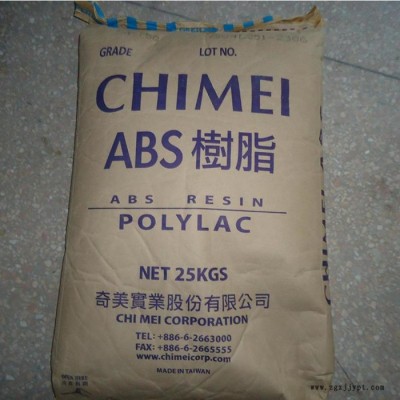 GRADE LOT NO.
CHIMEI
ABS 樹脂
ABS RESIN
POLYLAC
NET 25KGS
奇美實業股份有限公司
CHI MEI CORPORATION
TEL: +886-6-2663000
FAX: +886-6-2665555
www.chimeicorp.com
MADE IN TAIWAN